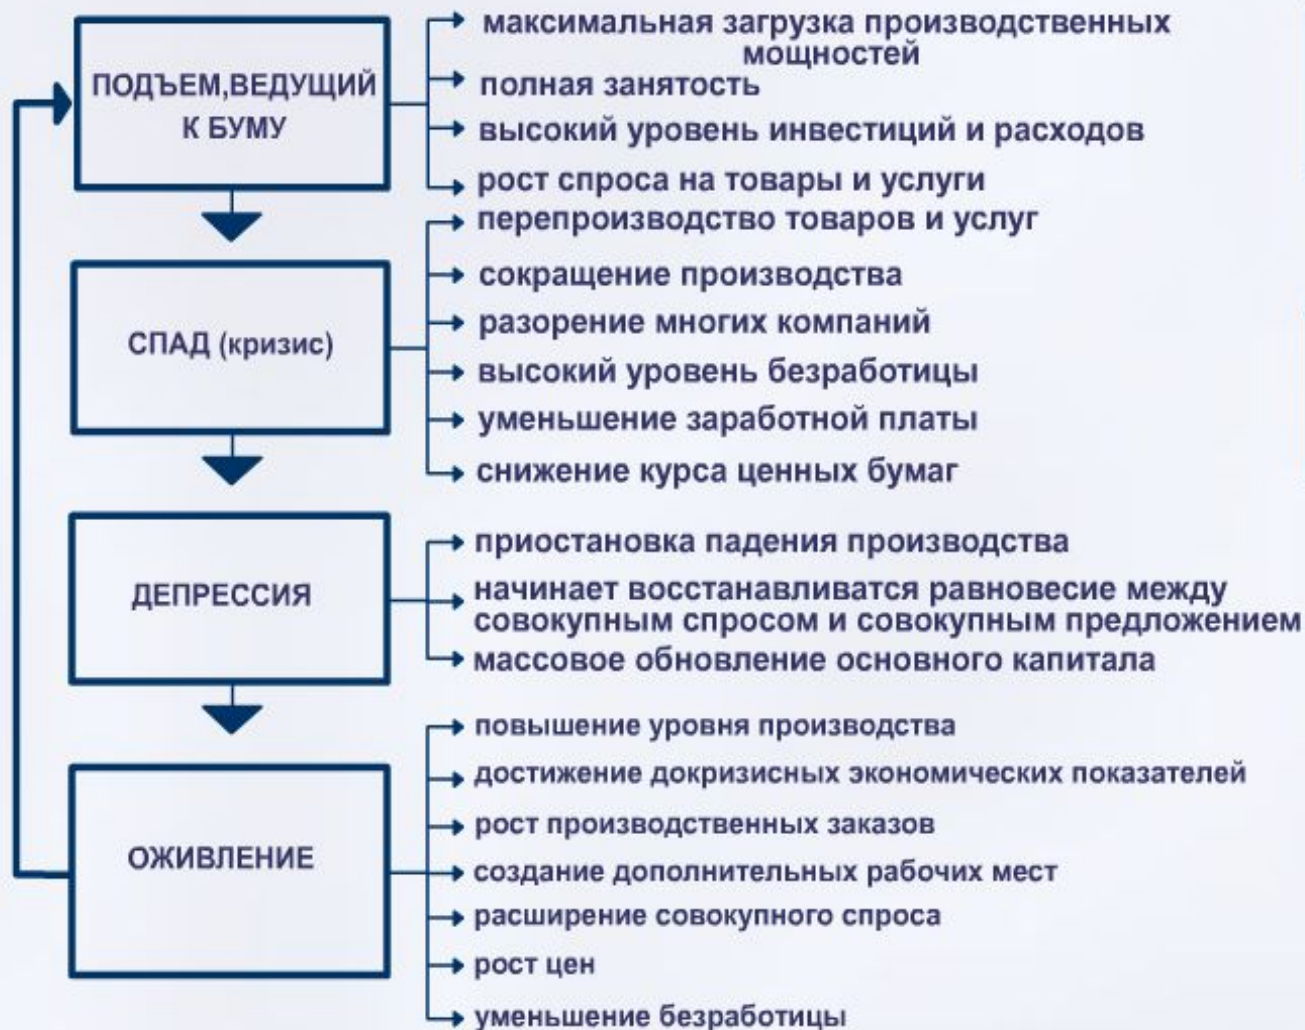 ПОДЪЕМ,ВЕДУЩИЙ
К БУМУ
максимальная загрузка производственных
мощностей
полная занятость
высокий уровень инвестиций и расходов
рост спроса на товары и услуги
СПАД (кризис)
перепроизводство товаров и услуг
сокращение производства
разорение многих компаний
высокий уровень безработицы
уменьшение заработной платы
снижение курса ценных бумаг
ДЕПРЕССИЯ
приостановка падения производства
начинает восстанавливатся равновесие между
совокупным спросом и совокупным предложением
массовое обновление основного капитала
ОЖИВЛЕНИЕ
повышение уровня производства
достижение докризисных экономических показателей
рост производственных заказов
создание дополнительных рабочих мест
расширение совокупного спроса
рост цен
уменьшение безработицы